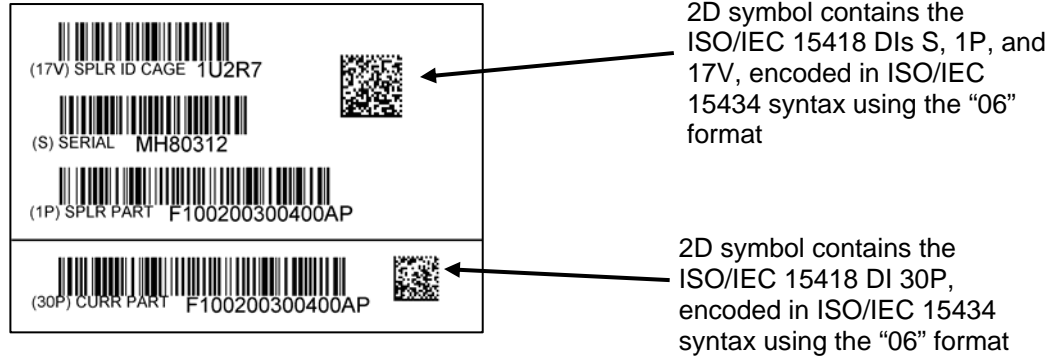 (17V) SPLR ID CAGE 1U2R7
(S) SERIAL MH80312
(1P) SPLR PART F100200300400AP
(30P) CURR PART F100200300400AP
2D symbol contains the
ISO/IEC 15418 DIs S, 1P, and
17V, encoded in ISO/IEC
15434 syntax using the “06”
format
2D symbol contains the
ISO/IEC 15418 DI 30P,
encoded in ISO/IEC 15434
syntax using the “06” format